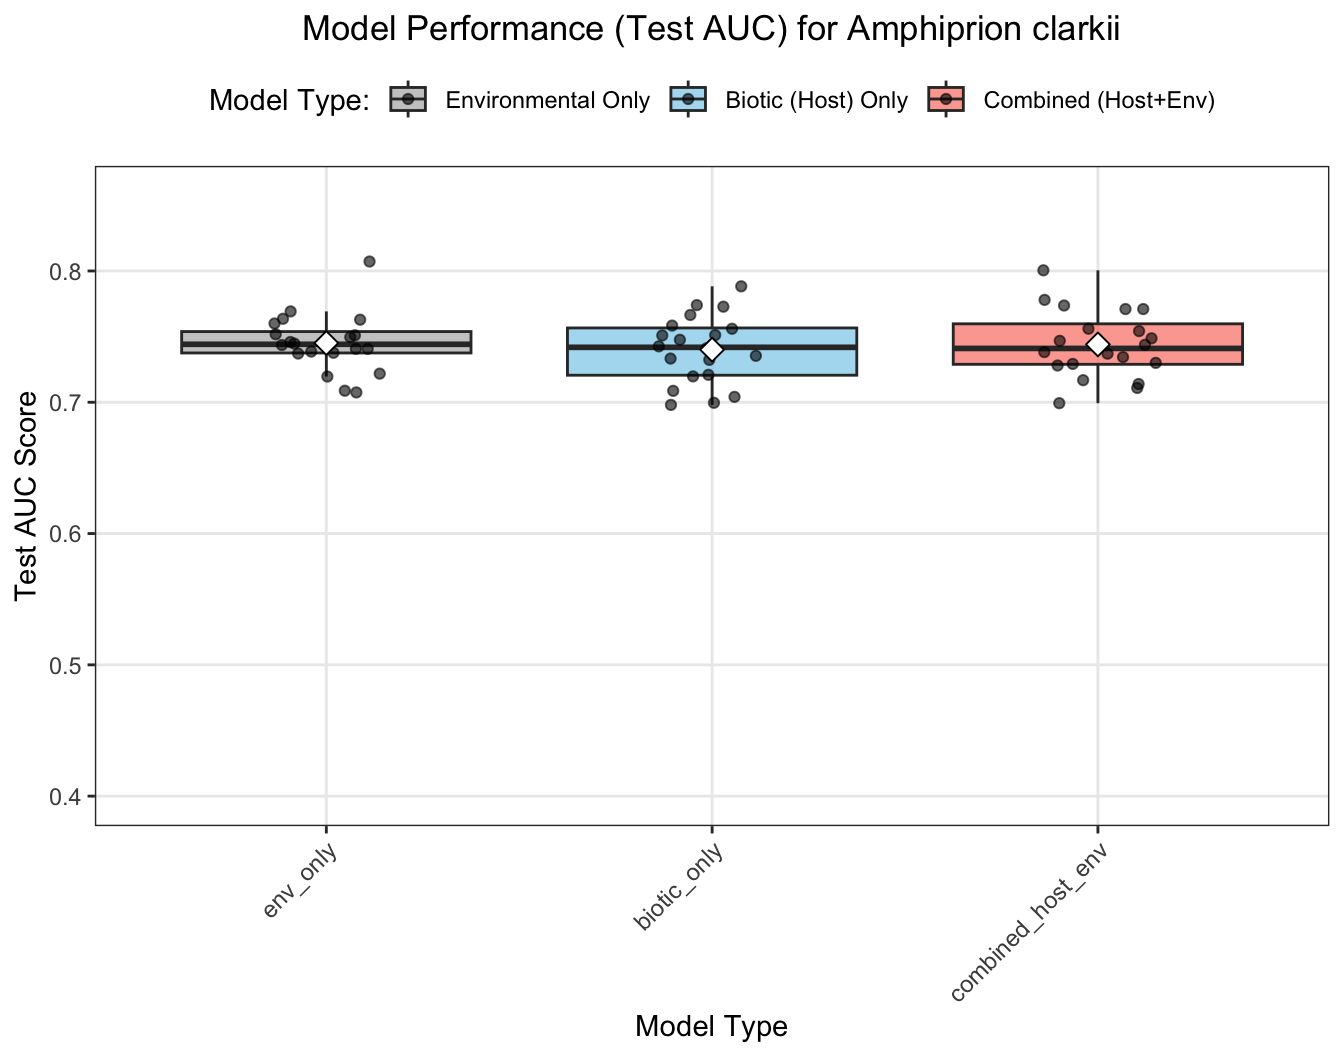 Model Performance (Test AUC) for Amphiprion clarkii
Model Type: Environmental Only Biotic (Host) Only Combined (Host+Env)
0.8
0.7
0.6
0.5
0.4
Test AUC Score
env_only
biotic_only
combined_host_env
Model Type